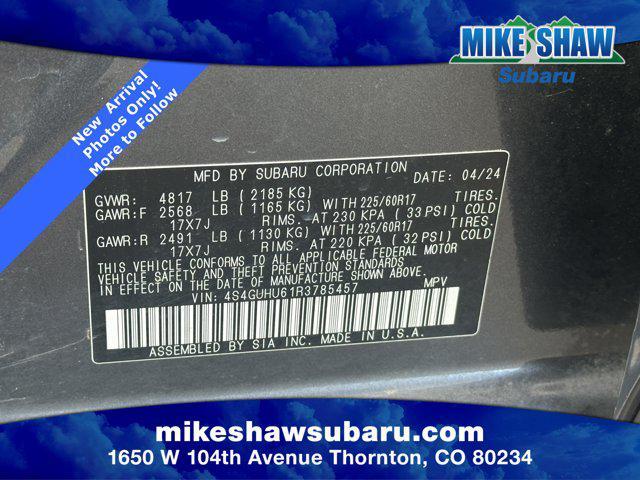 MIKE SHAW
Subaru
New Arrival
Photos Only!
More to Follow
MFD BY SUBARU CORPORATION DATE: 04/24
GVWR: 4817 LB ( 2185 KG)
GAWR:F 2568 LB ( 1165 KG) WITH 225/60R17 TIRES.
17X7J RIMS. AT 230 KPA ( 33 PSI) COLD
GAWR:R 2491 LB ( 1130 KG) WITH 225/60R17 TIRES.
17X7J RIMS. AT 220 KPA ( 32 PSI) COLD
THIS VEHICLE CONFORMS TO ALL APPLICABLE FEDERAL MOTOR
VEHICLE SAFETY AND THEFT PREVENTION STANDARDS
IN EFFECT ON THE DATE OF MANUFACTURE SHOWN ABOVE.
VIN: 4S4GUHU61R3785457 MPV
ASSEMBLED BY SIA INC. MADE IN U.S.A.
mikeshawsubaru.com
1650 W 104th Avenue Thornton, CO 80234